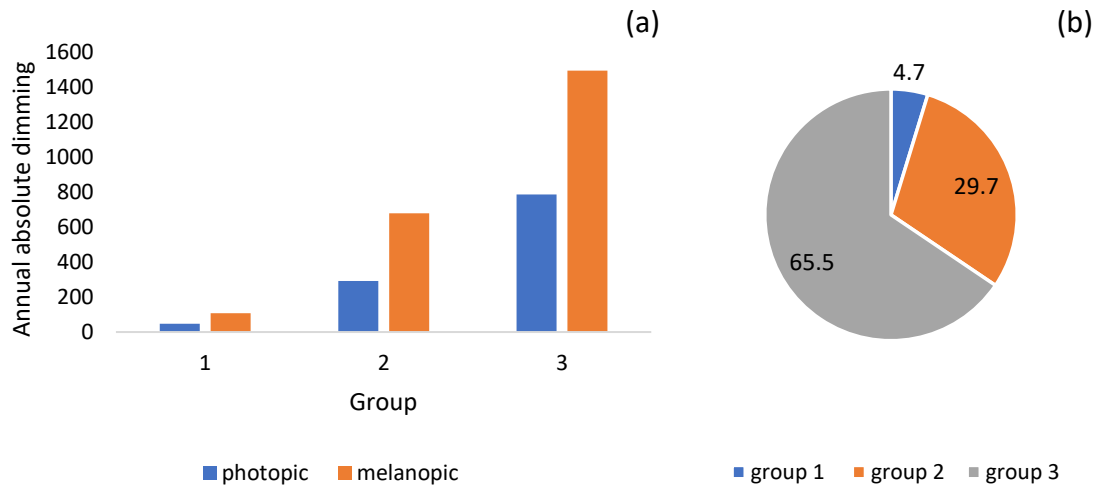 (a)
Annual absolute dimming
1600
1400
1200
1000
800
600
400
200
0
1 2 3
Group
photopic melanopic
(b)
4.7
29.7
65.5
group 1 group 2 group 3